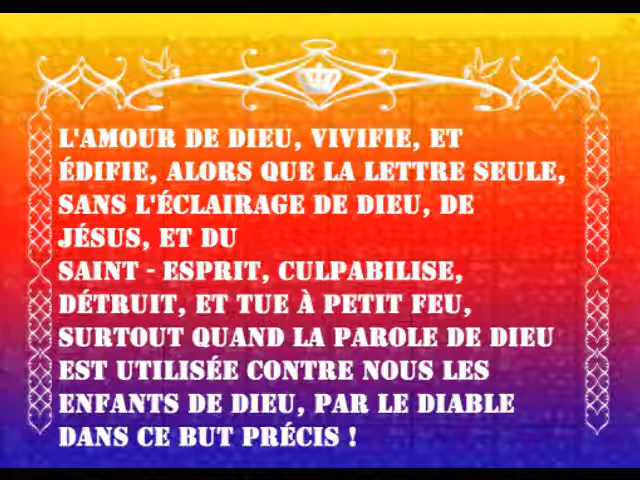 L'AMOUR DE DIEU, VIVIFIE, ET
ÉDIFIE, ALORS QUE LA LETTRE SEULE,
SANS L'ÉCLAIRAGE DE DIEU, DE
JÉSUS, ET DU
SAINT - ESPRIT, CULPABILISE,
DÉTRUIT, ET TUE À PETIT FEU,
SURTOUT QUAND LA PAROLE DE DIEU
EST UTILISÉE CONTRE NOUS LES
ENFANTS DE DIEU, PAR LE DIABLE
DANS CE BUT PRÉCIS !